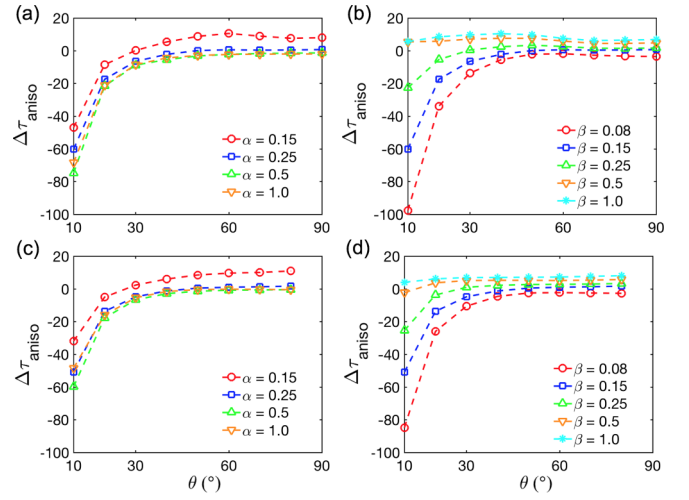 (a)
20
0
-20
-40
-60
-80
-100
Δτaniso
10 30 60 90
α = 0.15
α = 0.25
α = 0.5
α = 1.0
(b)
20
0
-20
-40
-60
-80
-100
Δτaniso
10 30 60 90
β = 0.08
β = 0.15
β = 0.25
β = 0.5
β = 1.0
(c)
20
0
-20
-40
-60
-80
-100
Δτaniso
10 30 60 90
θ (°)
α = 0.15
α = 0.25
α = 0.5
α = 1.0
(d)
20
0
-20
-40
-60
-80
-100
Δτaniso
10 30 60 90
θ (°)
β = 0.08
β = 0.15
β = 0.25
β = 0.5
β = 1.0